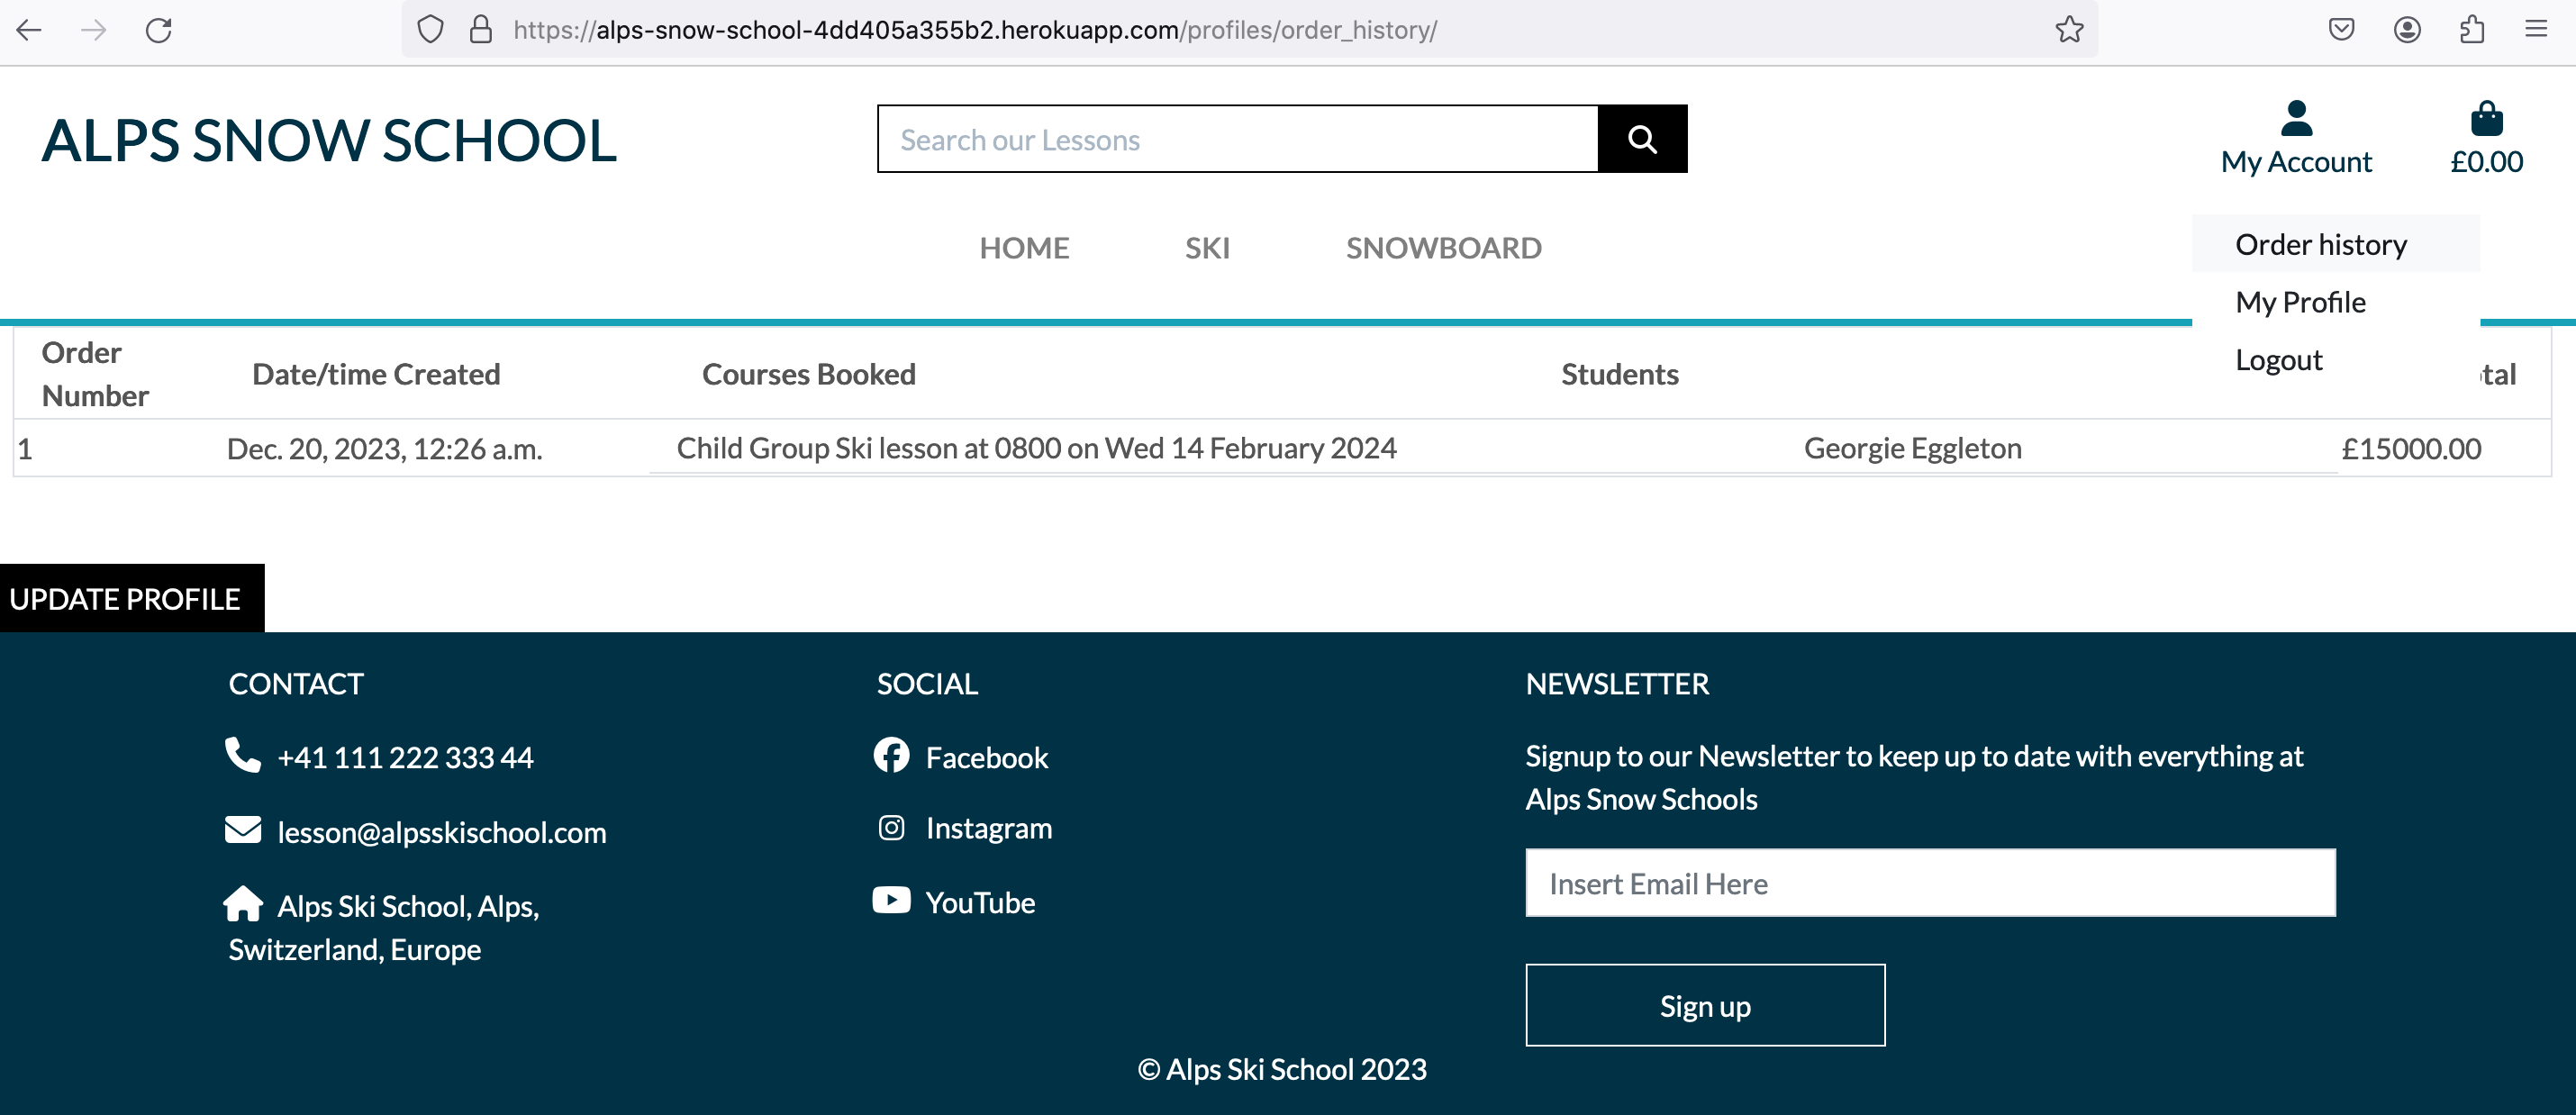 https://alps-snow-school-4dd405a355b2.herokuapp.com/profiles/order_history/
ALPS SNOW SCHOOL
Search our Lessons
My Account
£0.00
HOME SKI SNOWBOARD
Order history
My Profile
Logout
Order
Number
Date/time Created
Courses Booked
Students
tal
1 Dec. 20, 2023, 12:26 a.m. Child Group Ski lesson at 0800 on Wed 14 February 2024 Georgie Eggleton £15000.00
UPDATE PROFILE
CONTACT
+41 111 222 333 44
lesson@alpsskischool.com
Alps Ski School, Alps,
Switzerland, Europe
SOCIAL
Facebook
Instagram
YouTube
NEWSLETTER
Signup to our Newsletter to keep up to date with everything at
Alps Snow Schools
Insert Email Here
Sign up
© Alps Ski School 2023